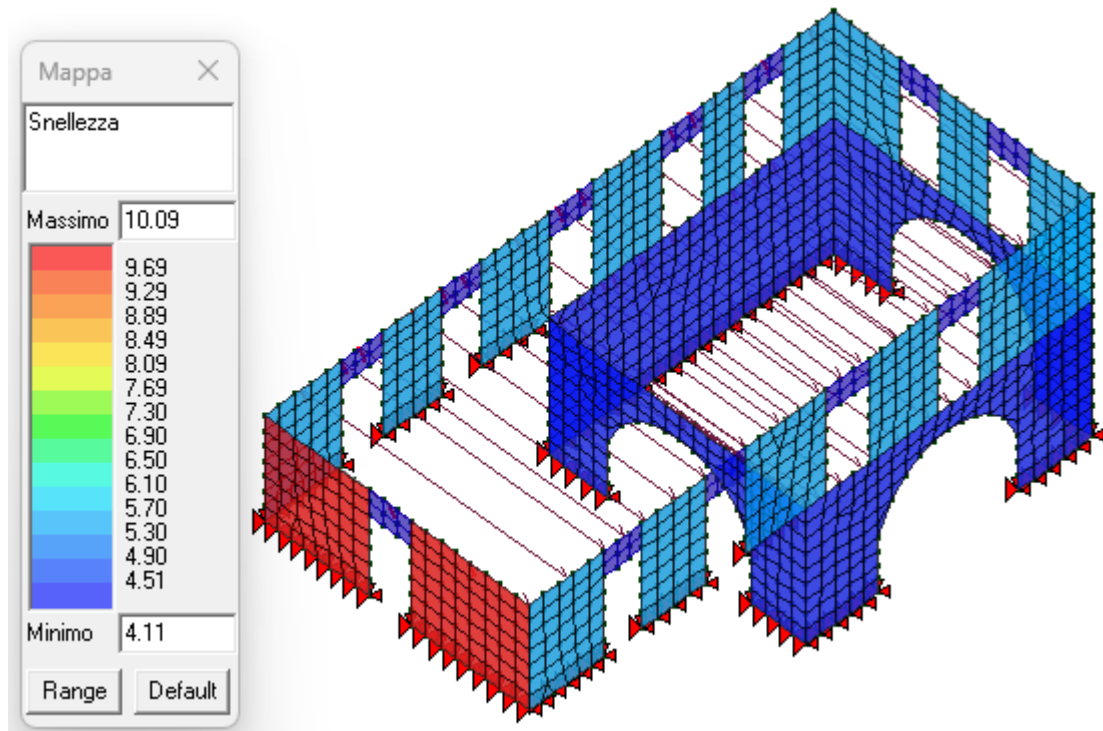 Mappa
Snellezza
Massimo 10.09
9.69
9.29
8.89
8.49
8.09
7.69
7.30
6.90
6.50
6.10
5.70
5.30
4.90
4.51
Minimo 4.11
Range Default